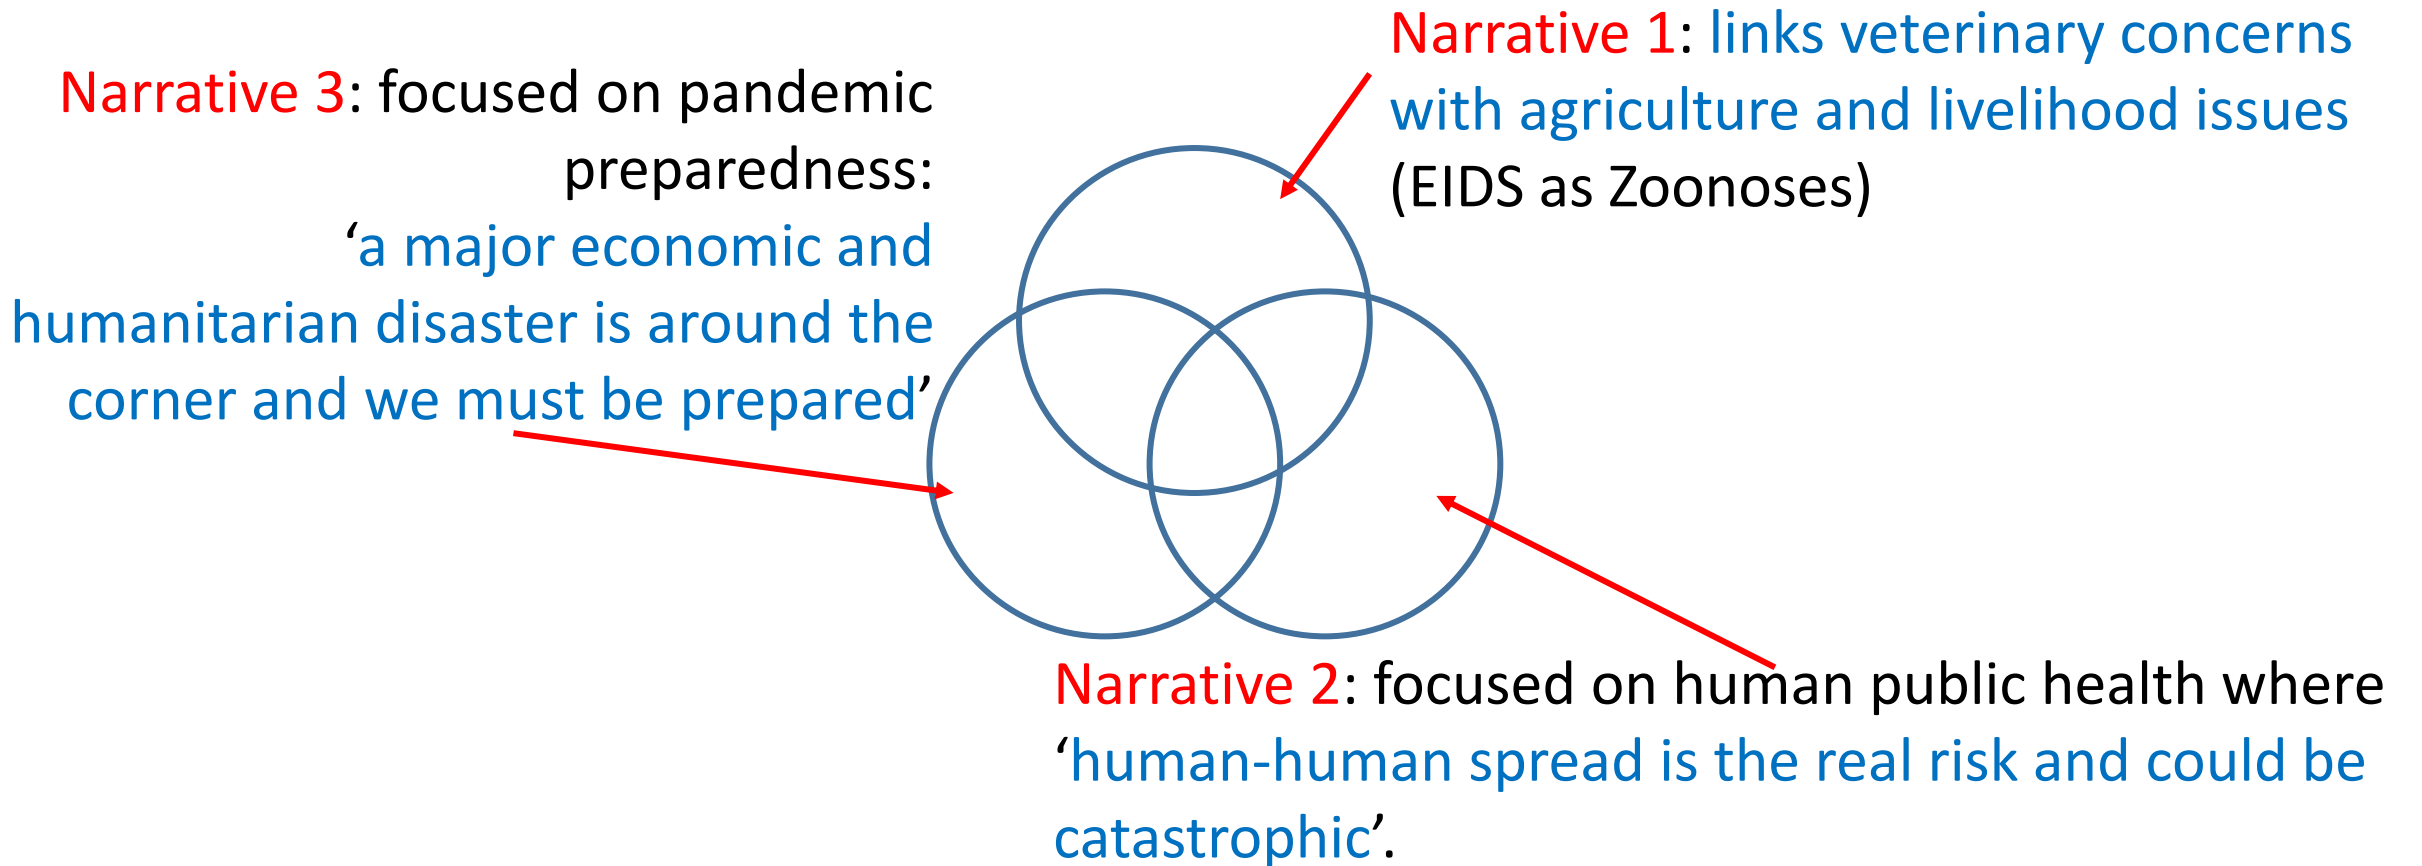 Narrative 1: links veterinary concerns
with agriculture and livelihood issues
(EIDS as Zoonoses)
Narrative 3: focused on pandemic
preparedness:
‘a major economic and
humanitarian disaster is around the
corner and we must be prepared’
Narrative 2: focused on human public health where
‘human-human spread is the real risk and could be
catastrophic’.